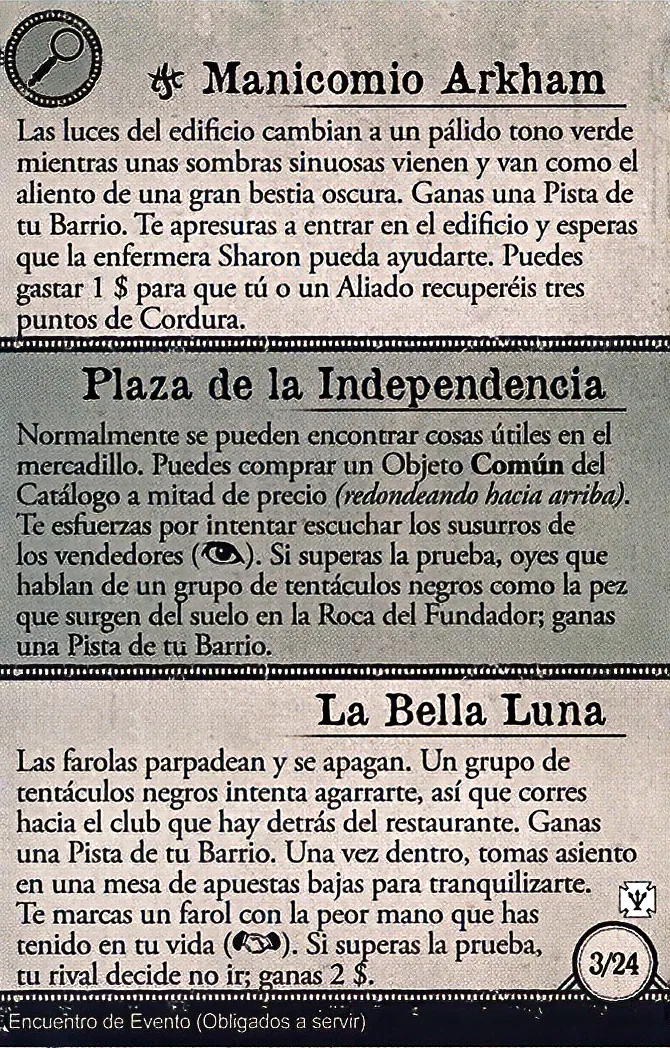 Manicomio Arkham
Las luces del edificio cambian a un pálido tono verde
mientras unas sombras sinuosas vienen y van como el
aliento de una gran bestia oscura. Ganas una Pista de
tu Barrio. Te apresuras a entrar en el edificio y esperas
que la enfermera Sharon pueda ayudarte. Puedes
gastar 1 $ para que tú o un Aliado recuperéis tres
puntos de Cordura.
Plaza de la Independencia
Normalmente se pueden encontrar cosas útiles en el
mercadillo. Puedes comprar un Objeto Común del
Catálogo a mitad de precio (redondeando hacia arriba).
Te esfuerzas por intentar escuchar los susurros de
los vendedores (). Si superas la prueba, oyes que
hablan de un grupo de tentáculos negros como la pez
que surgen del suelo en la Roca del Fundador; ganas
una Pista de tu Barrio.
La Bella Luna
Las farolas parpadean y se apagan. Un grupo de
tentáculos negros intenta agarrarte, así que corres
hacia el club que hay detrás del restaurante. Ganas
una Pista de tu Barrio. Una vez dentro, tomas asiento
en una mesa de apuestas bajas para tranquilizarte.
Te marcas un farol con la peor mano que has
tenido en tu vida (). Si superas la prueba,
tu rival decide no ir; ganas 2 $.
3/24
Encuentro de Evento (Obligados a servir)